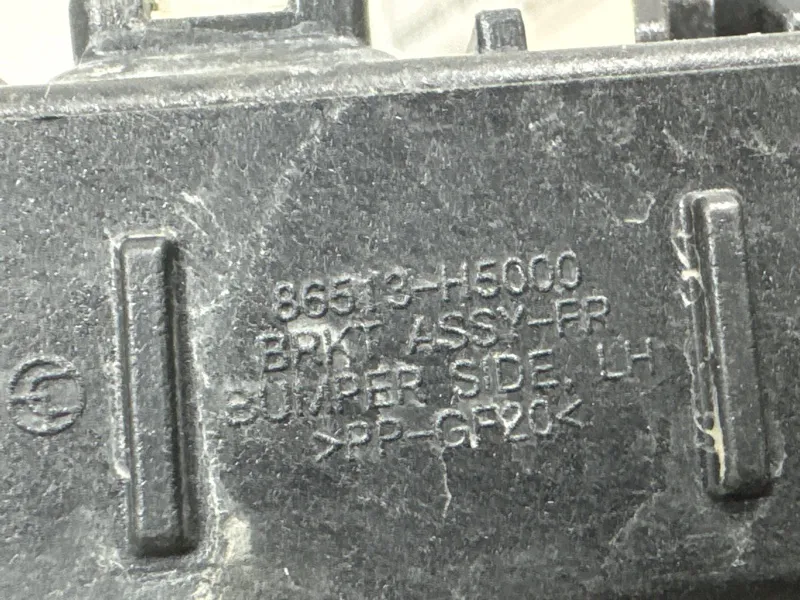 86513-H5000
BRKT ASSY-FR
BUMPER SIDE, LH
>PP-GF20<